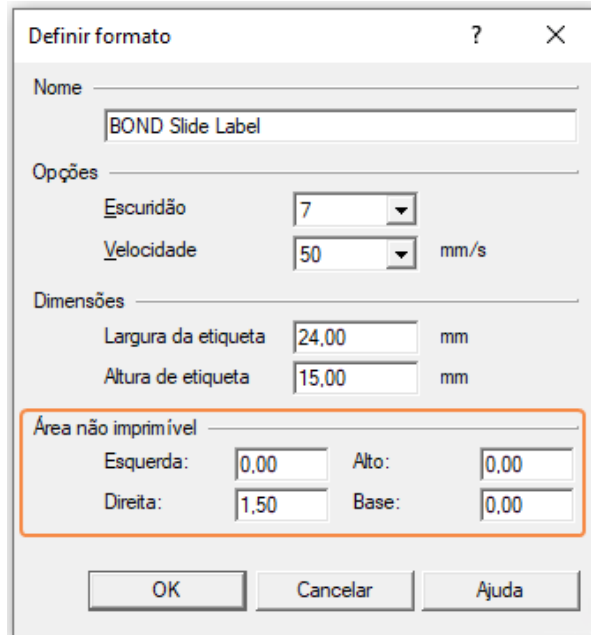 Definir formato ? ×
Nome
BOND Slide Label
Opções
Escuridão 7
Velocidade 50 mm/s
Dimensões
Largura da etiqueta 24,00 mm
Altura de etiqueta 15,00 mm
Área não imprimível
Esquerda: 0,00 Alto: 0,00
Direita: 1,50 Base: 0,00
OK Cancelar Ajuda